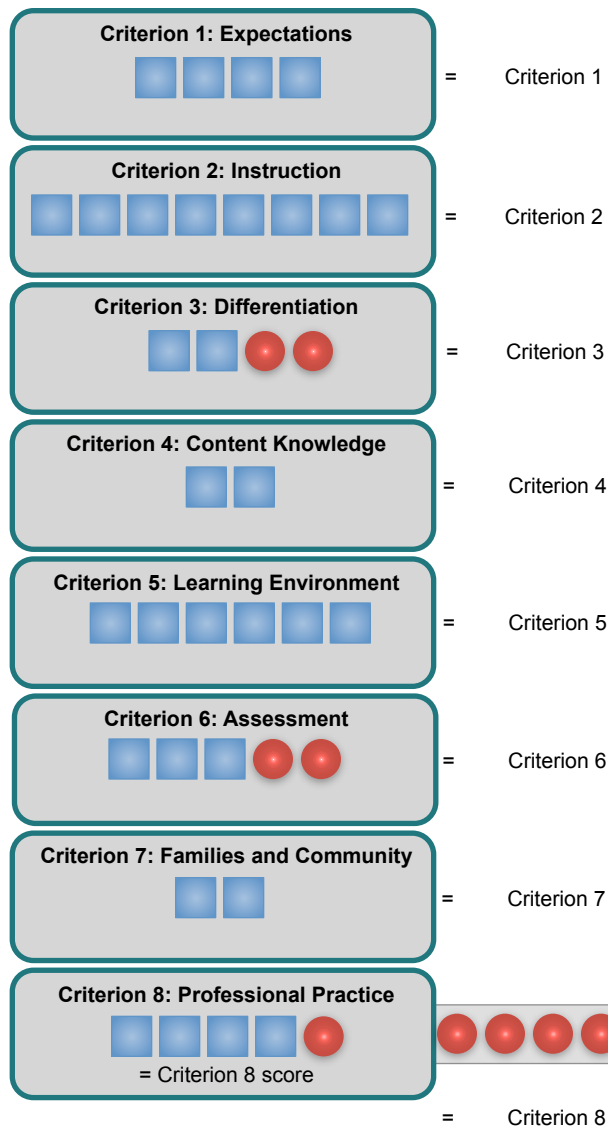 Criterion 1: Expectations
= Criterion 1
Criterion 2: Instruction
= Criterion 2
Criterion 3: Differentiation
= Criterion 3
Criterion 4: Content Knowledge
= Criterion 4
Criterion 5: Learning Environment
= Criterion 5
Criterion 6: Assessment
= Criterion 6
Criterion 7: Families and Community
= Criterion 7
Criterion 8: Professional Practice
= Criterion 8 score
= Criterion 8